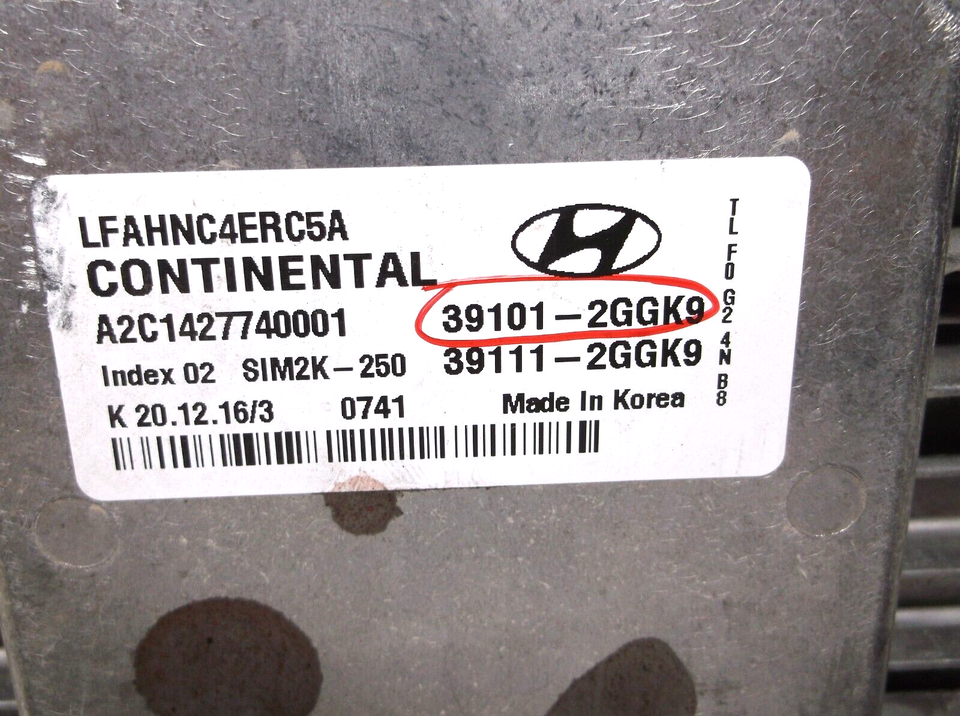 LFAHNC4ERC5A
CONTINENTAL
A2C1427740001
39101-2GGK9
39111-2GGK9
Index 02 SIM2K-250
K 20.12.16/3 0741 Made In Korea
TL F0 G2 4N B8